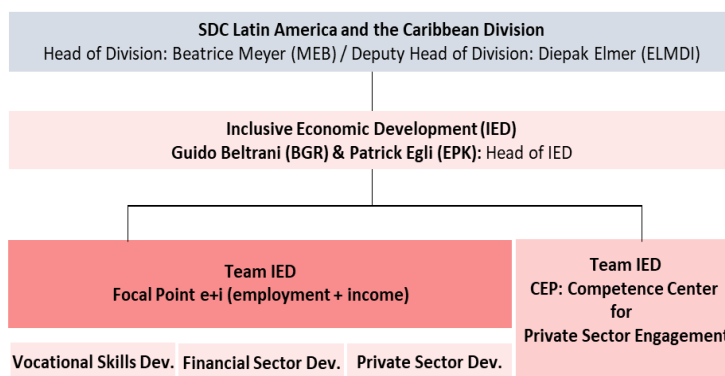 SDC Latin America and the Caribbean Division
Head of Division: Beatrice Meyer (MEB) / Deputy Head of Division: Diepak Elmer (ELMDI)
Inclusive Economic Development (IED)
Guido Beltrani (BGR) & Patrick Egli (EPK): Head of IED
Team IED
Focal Point e+i (employment + income)
Team IED
CEP: Competence Center
for
Private Sector Engagement
Vocational Skills Dev.
Financial Sector Dev.
Private Sector Dev.